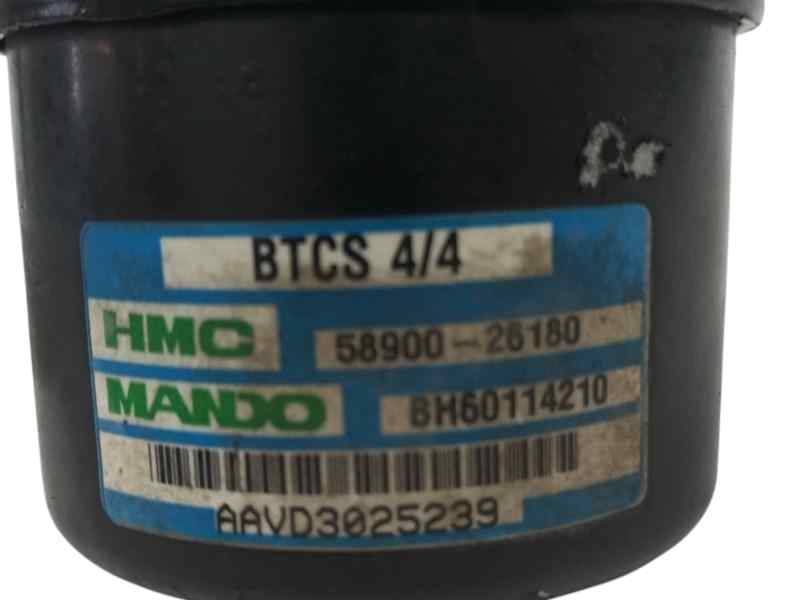 BTCS 4/4
HMC 58900-26180
MANDO BH60114210
AAVD3025239